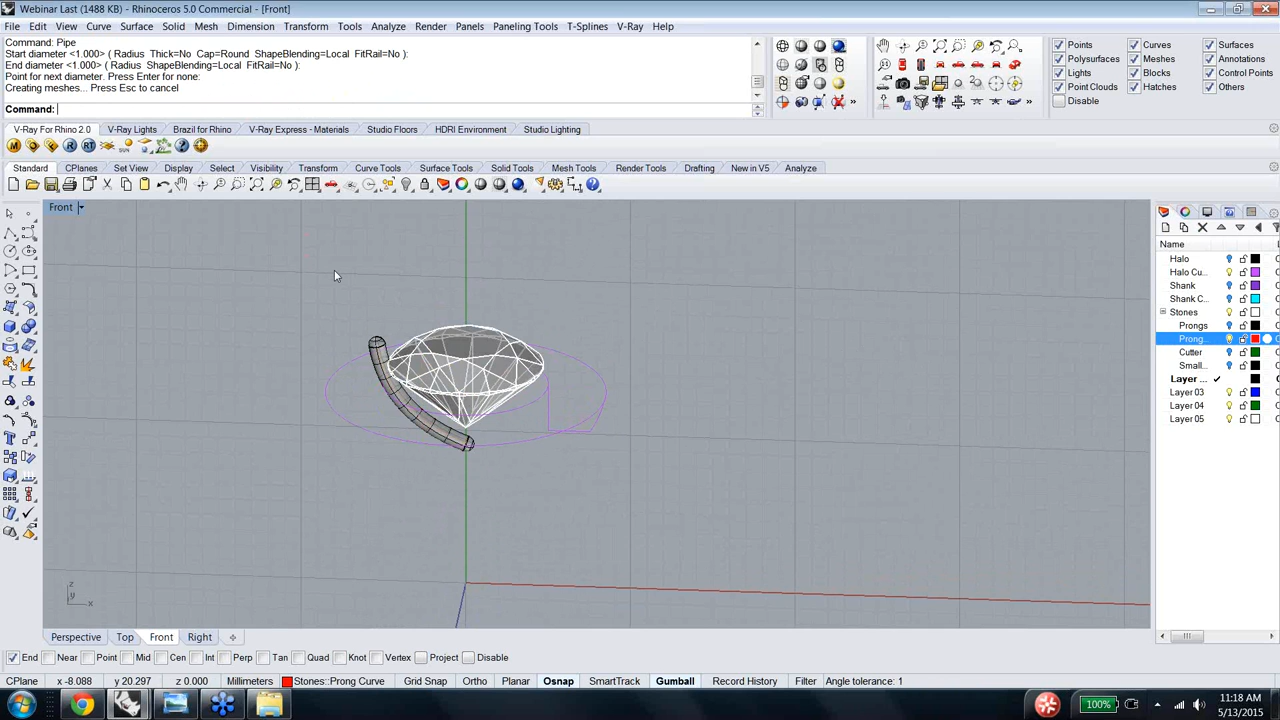 Webinar Last (1488 KB) - Rhinoceros 5.0 Commercial - [Front]
File Edit View Curve Surface Solid Mesh Dimension Transform Tools Analyze Render Panels Paneling Tools T-Splines V-Ray Help
Command: Pipe
Start diameter <1.000> ( Radius Thick=No Cap=Round ShapeBlending=Local FitRail=No ):
End diameter <1.000> ( Radius ShapeBlending=Local FitRail=No ):
Point for next diameter. Press Enter for none:
Creating meshes... Press Esc to cancel
Command:
Points Curves Surfaces
Polysurfaces Meshes Annotations
Lights Blocks Control Points
Point Clouds Hatches Others
Disable
V-Ray For Rhino 2.0 V-Ray Lights Brazil for Rhino V-Ray Express - Materials Studio Floors HDRI Environment Studio Lighting
Standard CPlanes Set View Display Select Visibility Transform Curve Tools Surface Tools Solid Tools Mesh Tools Render Tools Drafting New in V5 Analyze
Front
Name
Halo
Halo Cu...
Shank
Shank C...
Stones
Prongs
Prong...
Cutter
Small...
Layer ...
Layer 03
Layer 04
Layer 05
z
y
x
Perspective Top Front Right
End Near Point Mid Cen Int Perp Tan Quad Knot Vertex Project Disable
CPlane x -8.088 y 20.297 z 0.000 Millimeters Stones::Prong Curve Grid Snap Ortho Planar Osnap SmartTrack Gumball Record History Filter Angle tolerance: 1
100% 11:18 AM
5/13/2015